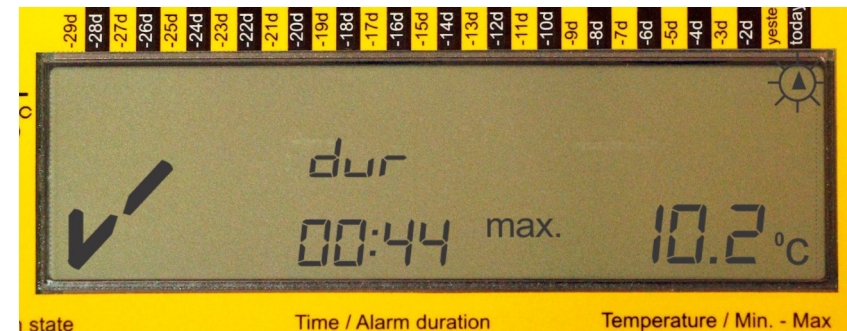 -29d -28d -27d -26d -25d -24d -23d -22d -21d -20d -19d -18d -17d -16d -15d -14d -13d -12d -11d -10d -9d -8d -7d -6d -5d -4d -3d -2d yeste today
dur
00:44 max. 10.2 °C
state Time / Alarm duration Temperature / Min. - Max